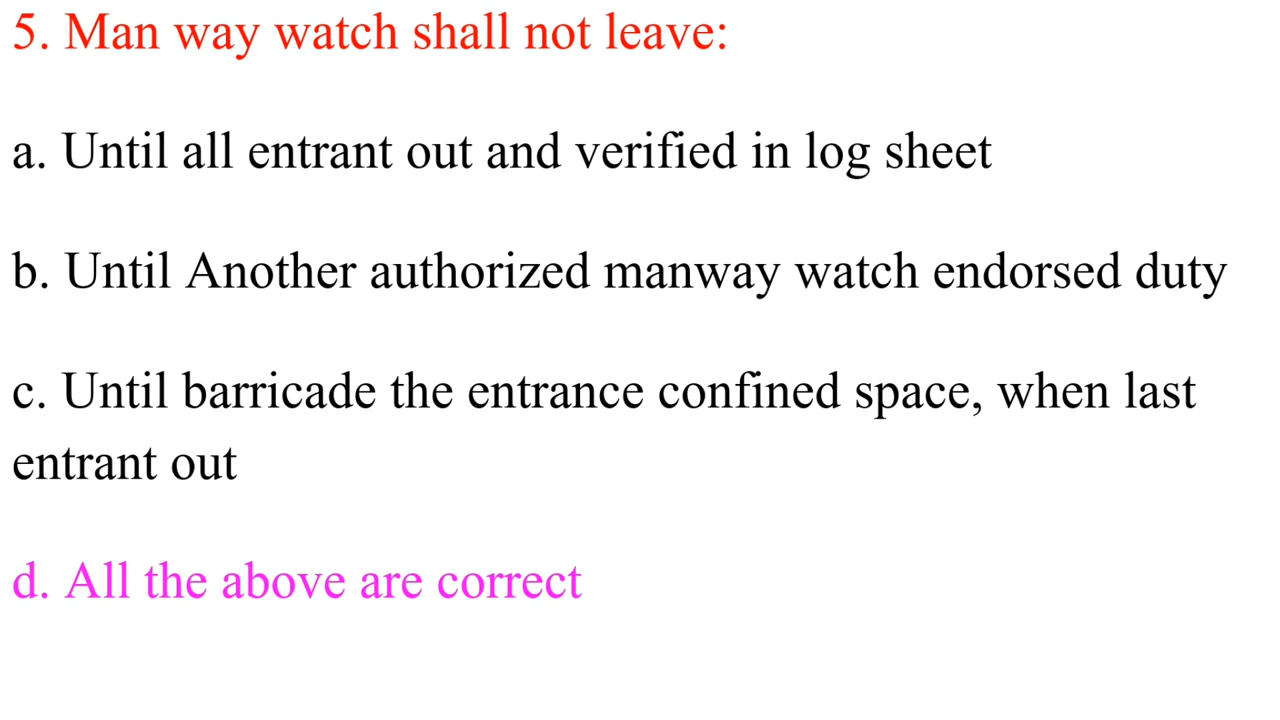 5. Man way watch shall not leave:
a. Until all entrant out and verified in log sheet
b. Until Another authorized manway watch endorsed duty
c. Until barricade the entrance confined space, when last
entrant out
d. All the above are correct